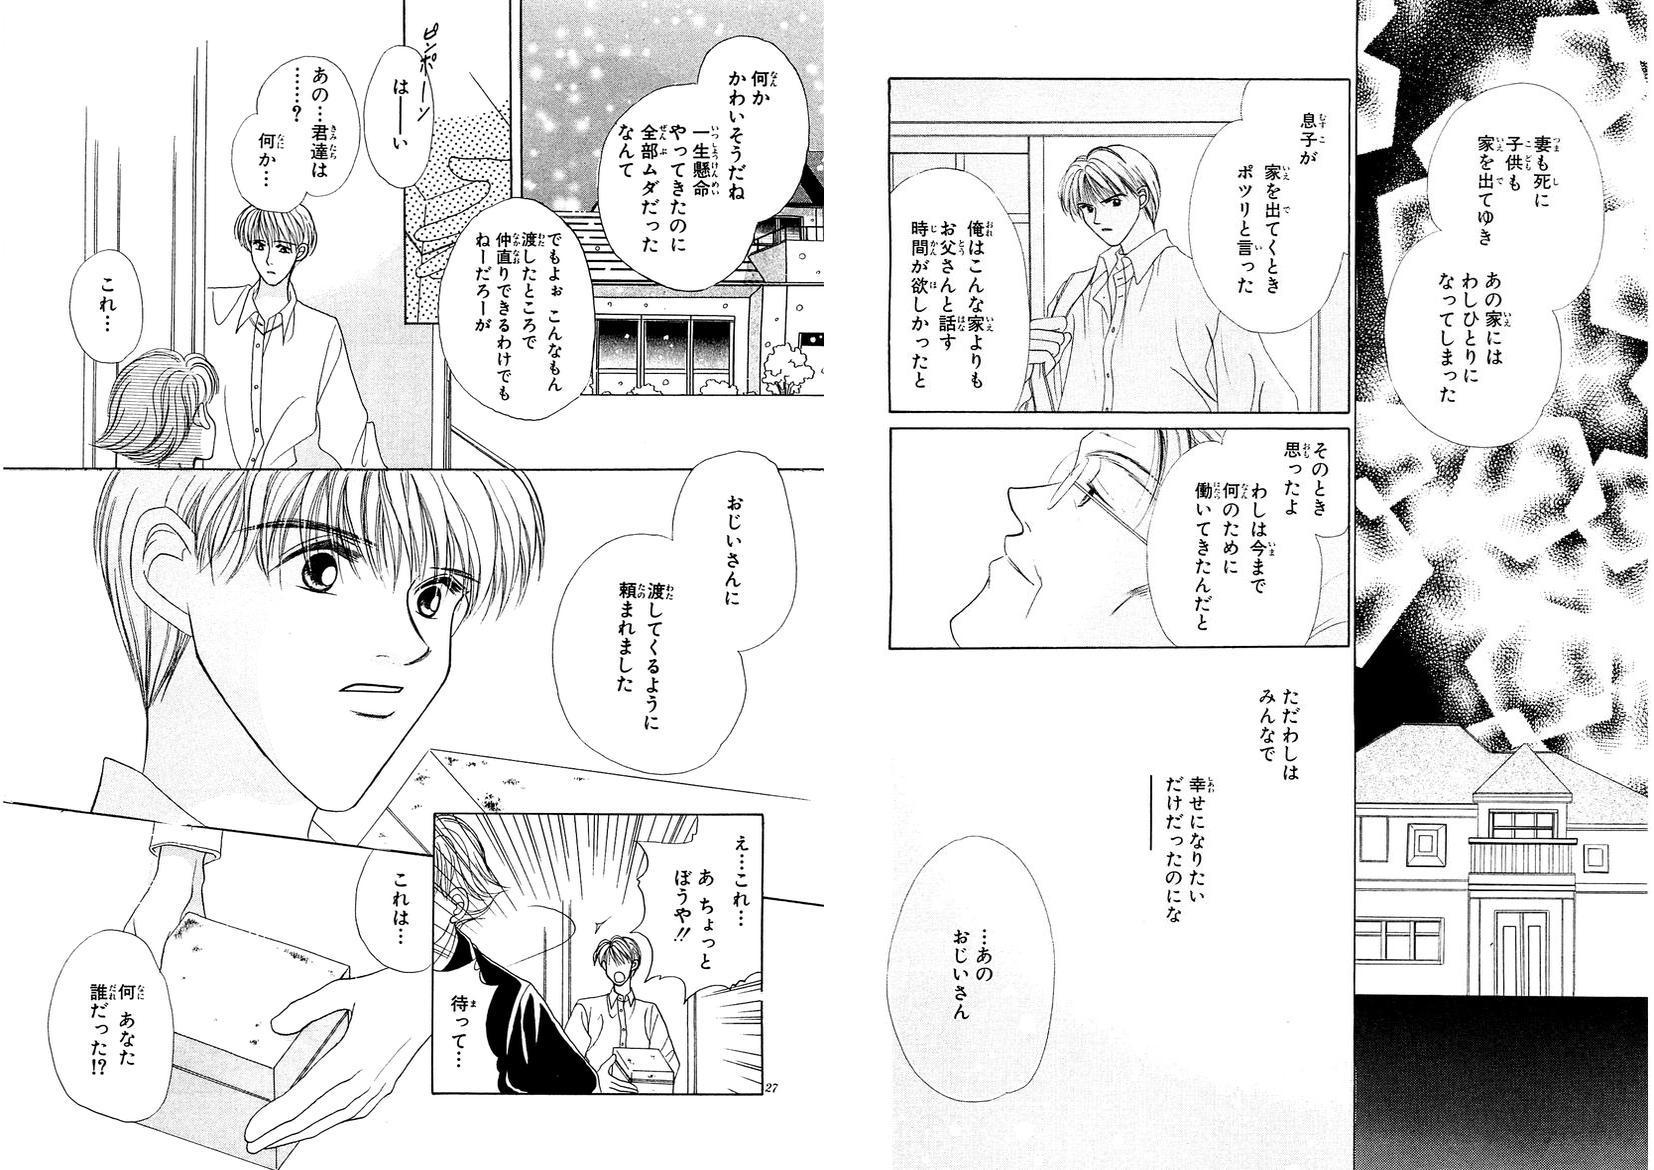 妻も死に
子供も
家を出てゆき
あの家には
わしひとりに
なってしまった
息子が
家を出てくとき
ポツリと言った
俺はこんな家よりも
お父さんと話す
時間が欲しかったと
そのとき
思ったよ
わしは今まで
何のために
働いてきたんだと
ただわしは
みんなで
幸せになりたい
だけだったのにな
…あの
おじいさん
何か
かわいそうだね
一生懸命
やってきたのに
全部ムダだった
なんて
でもよぉ こんなもん
渡したところで
仲直りできるわけでも
ねーだろーが
ピンポーン
はーい
あの…君達は
……?
何か…
これ…
おじいさんに
渡してくるように
頼まれました
え…これ…
あ ちょっと
ぼうや!!
待って…
これは…
何 あなた
誰だった!?
27